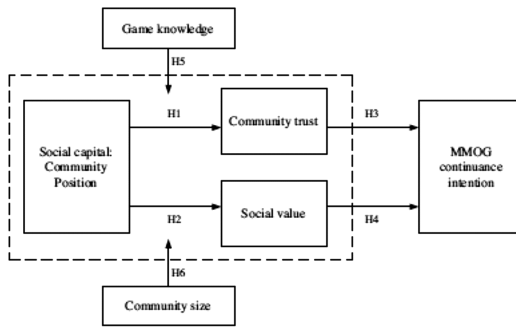 Game knowledge
H5
H1
Community trust
H3
Social capital:
Community
Position
MMOG
continuance
intention
H2
Social value
H4
H6
Community size